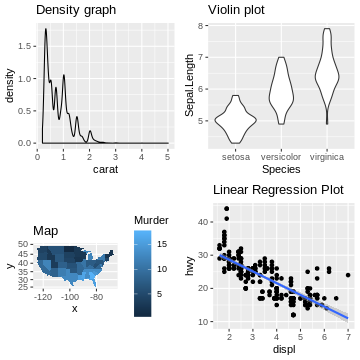 Density graph
1.5
1.0
0.5
0.0
density
0 1 2 3 4 5
carat
Violin plot
8
7
6
5
Sepal.Length
setosa versicolor virginica
Species
Map
50
45
40
35
30
25
y
-120 -100 -80
x
Murder
15
10
5
Linear Regression Plot
40
30
20
10
hwy
2 3 4 5 6 7
displ